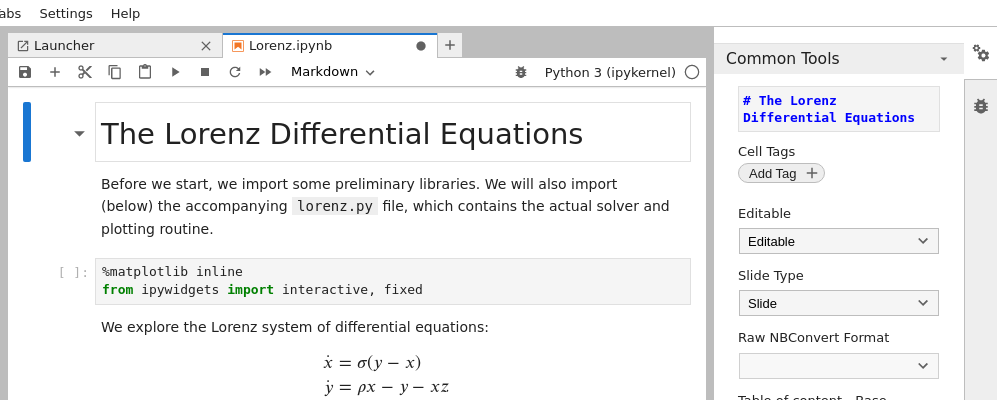 abs Settings Help
Launcher
Lorenz.ipynb
Markdown
Python 3 (ipykernel)
The Lorenz Differential Equations
Before we start, we import some preliminary libraries. We will also import
(below) the accompanying lorenz.py file, which contains the actual solver and
plotting routine.
[ ]:
%matplotlib inline
from ipywidgets import interactive, fixed
We explore the Lorenz system of differential equations:
ẋ = σ(y − x)
ẏ = ρx − y − xz
Common Tools
# The Lorenz
Differential Equations
Cell Tags
Add Tag +
Editable
Editable
Slide Type
Slide
Raw NBConvert Format
Table of content - Base